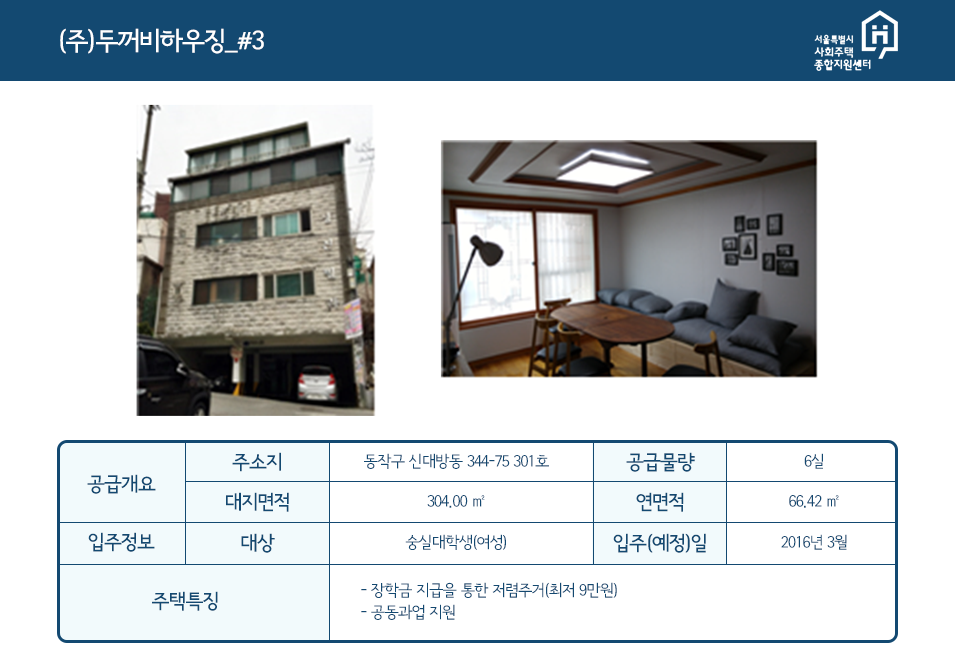 (주)두꺼비하우징_#3
서울특별시
사회주택
종합지원센터
공급개요
주소지
동작구 신대방동 344-75 301호
공급물량
6실
대지면적
304.00 ㎡
연면적
66.42 ㎡
입주정보
대상
숭실대학생(여성)
입주(예정)일
2016년 3월
주택특징
- 장학금 지급을 통한 저렴주거(최저 9만원)
- 공동과업 지원